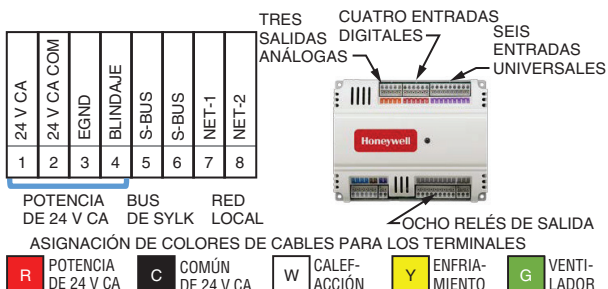 TRES
SALIDAS
ANÁLOGAS
CUATRO ENTRADAS
DIGITALES
SEIS
ENTRADAS
UNIVERSALES
24 V CA
24 V CA COM
EGND
BLINDAJE
S-BUS
S-BUS
NET-1
NET-2
1 2 3 4 5 6 7 8
Honeywell
POTENCIA
DE 24 V CA
BUS
DE SYLK
RED
LOCAL
OCHO RELÉS DE SALIDA
ASIGNACIÓN DE COLORES DE CABLES PARA LOS TERMINALES
R POTENCIA
DE 24 V CA
C COMÚN
DE 24 V CA
W CALEF-
ACCIÓN
Y ENFRIA-
MIENTO
G VENTI-
LADOR